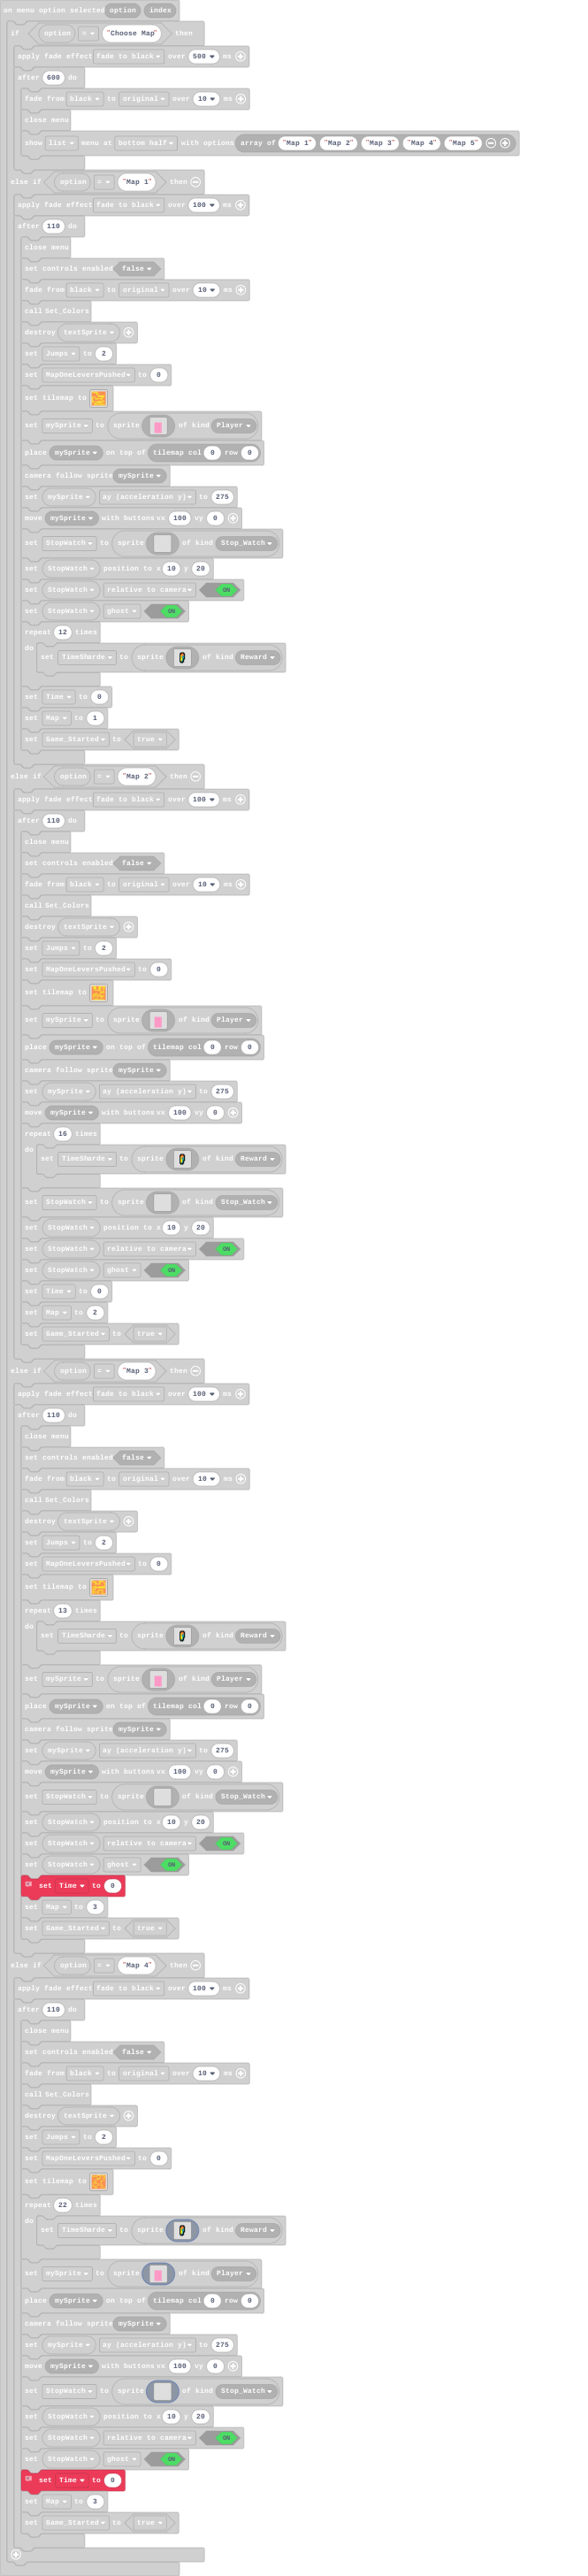 on menu option selected option index
if option = "Choose Map" then
apply fade effect fade to black over 500 ms
after 600 do
fade from black to original over 10 ms
close menu
show list menu at bottom half with options array of "Map 1" "Map 2" "Map 3" "Map 4" "Map 5"
else if option = "Map 1" then
apply fade effect fade to black over 100 ms
after 110 do
close menu
set controls enabled false
fade from black to original over 10 ms
call Set_Colors
destroy textSprite
set Jumps to 2
set MapOneLeversPushed to 0
set tilemap to
set mySprite to sprite of kind Player
place mySprite on top of tilemap col 0 row 0
camera follow sprite mySprite
set mySprite ay (acceleration y) to 275
move mySprite with buttons vx 100 vy 0
set StopWatch to sprite of kind Stop_Watch
set StopWatch position to x 10 y 20
set StopWatch relative to camera ON
set StopWatch ghost ON
repeat 12 times
do set TimeSharde to sprite of kind Reward
set Time to 0
set Map to 1
set Game_Started to true
else if option = "Map 2" then
apply fade effect fade to black over 100 ms
after 110 do
close menu
set controls enabled false
fade from black to original over 10 ms
call Set_Colors
destroy textSprite
set Jumps to 2
set MapOneLeversPushed to 0
set tilemap to
set mySprite to sprite of kind Player
place mySprite on top of tilemap col 0 row 0
camera follow sprite mySprite
set mySprite ay (acceleration y) to 275
move mySprite with buttons vx 100 vy 0
repeat 16 times
do set TimeSharde to sprite of kind Reward
set StopWatch to sprite of kind Stop_Watch
set StopWatch position to x 10 y 20
set StopWatch relative to camera ON
set StopWatch ghost ON
set Time to 0
set Map to 2
set Game_Started to true
else if option = "Map 3" then
apply fade effect fade to black over 100 ms
after 110 do
close menu
set controls enabled false
fade from black to original over 10 ms
call Set_Colors
destroy textSprite
set Jumps to 2
set MapOneLeversPushed to 0
set tilemap to
repeat 13 times
do set TimeSharde to sprite of kind Reward
set mySprite to sprite of kind Player
place mySprite on top of tilemap col 0 row 0
camera follow sprite mySprite
set mySprite ay (acceleration y) to 275
move mySprite with buttons vx 100 vy 0
set StopWatch to sprite of kind Stop_Watch
set StopWatch position to x 10 y 20
set StopWatch relative to camera ON
set StopWatch ghost ON
set Time to 0
set Map to 3
set Game_Started to true
else if option = "Map 4" then
apply fade effect fade to black over 100 ms
after 110 do
close menu
set controls enabled false
fade from black to original over 10 ms
call Set_Colors
destroy textSprite
set Jumps to 2
set MapOneLeversPushed to 0
set tilemap to
repeat 22 times
do set TimeSharde to sprite of kind Reward
set mySprite to sprite of kind Player
place mySprite on top of tilemap col 0 row 0
camera follow sprite mySprite
set mySprite ay (acceleration y) to 275
move mySprite with buttons vx 100 vy 0
set StopWatch to sprite of kind Stop_Watch
set StopWatch position to x 10 y 20
set StopWatch relative to camera ON
set StopWatch ghost ON
set Time to 0
set Map to 3
set Game_Started to true